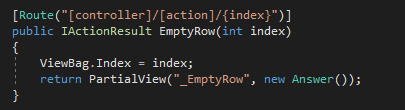 [Route("[controller]/[action]/{index}")]
public IActionResult EmptyRow(int index)
{
ViewBag.Index = index;
return PartialView("_EmptyRow", new Answer());
}